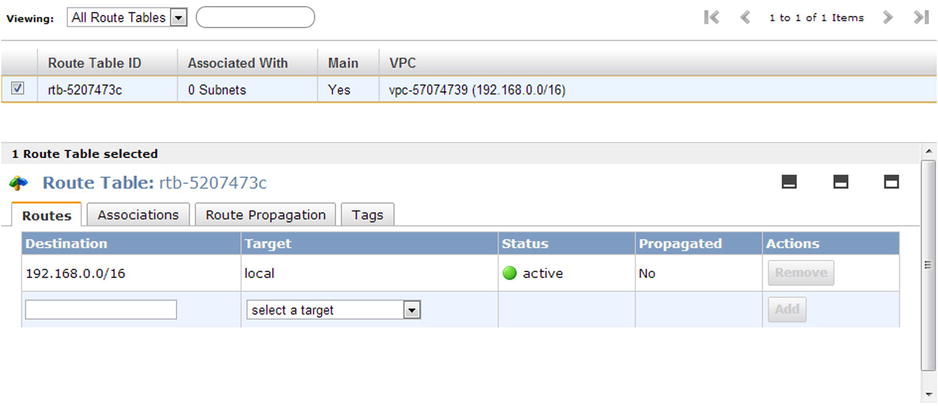 Viewing: All Route Tables 1 to 1 of 1 Items
Route Table ID Associated With Main VPC
rtb-5207473c 0 Subnets Yes vpc-57074739 (192.168.0.0/16)
1 Route Table selected
Route Table: rtb-5207473c
Routes Associations Route Propagation Tags
Destination Target Status Propagated Actions
192.168.0.0/16 local active No Remove
select a target Add